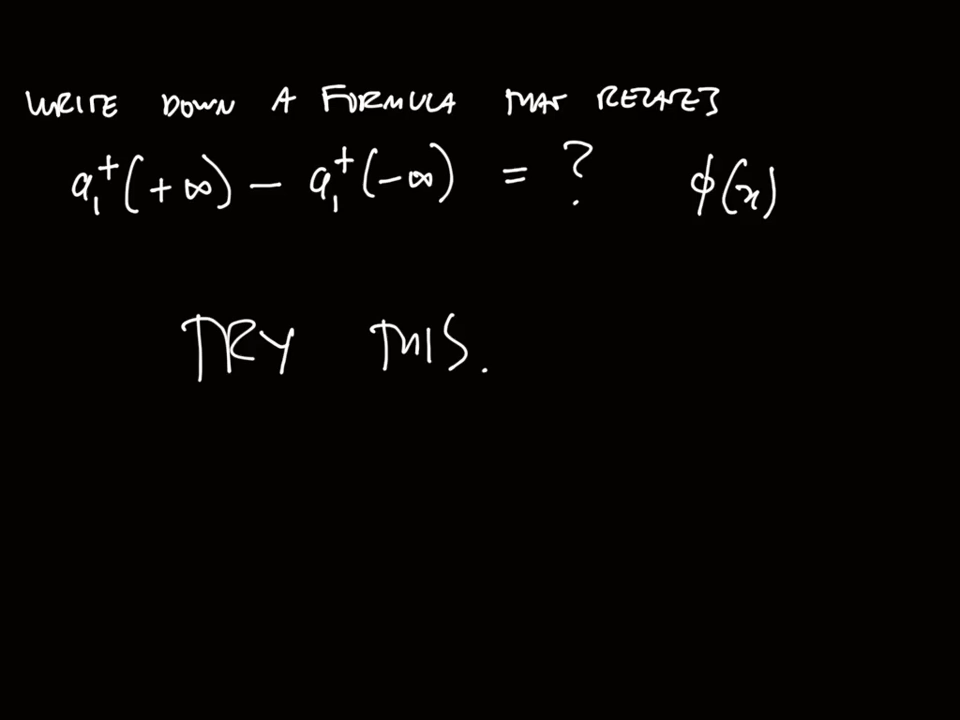 WRITE DOWN A FORMULA THAT RELATES
a₁⁺(+∞) − a₁⁺(−∞) = ? φ(x)
TRY THIS.